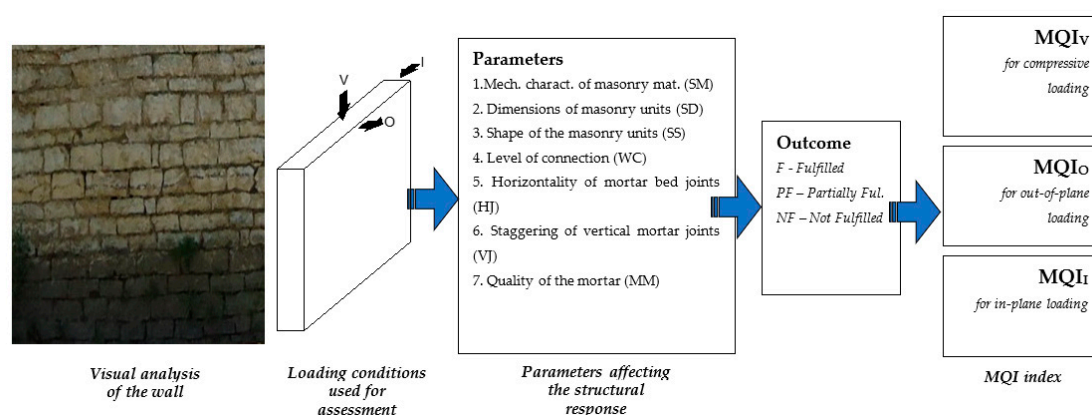 V
I
O
Parameters
1.Mech. charact. of masonry mat. (SM)
2. Dimensions of masonry units (SD)
3. Shape of the masonry units (SS)
4. Level of connection (WC)
5. Horizontality of mortar bed joints
(HJ)
6. Staggering of vertical mortar joints
(VJ)
7. Quality of the mortar (MM)
Outcome
F - Fulfilled
PF – Partially Ful.
NF – Not Fulfilled
MQIV
for compressive
loading
MQIO
for out-of-plane
loading
MQII
for in-plane loading
Visual analysis
of the wall
Loading conditions
used for
assessment
Parameters affecting
the structural
response
MQI index